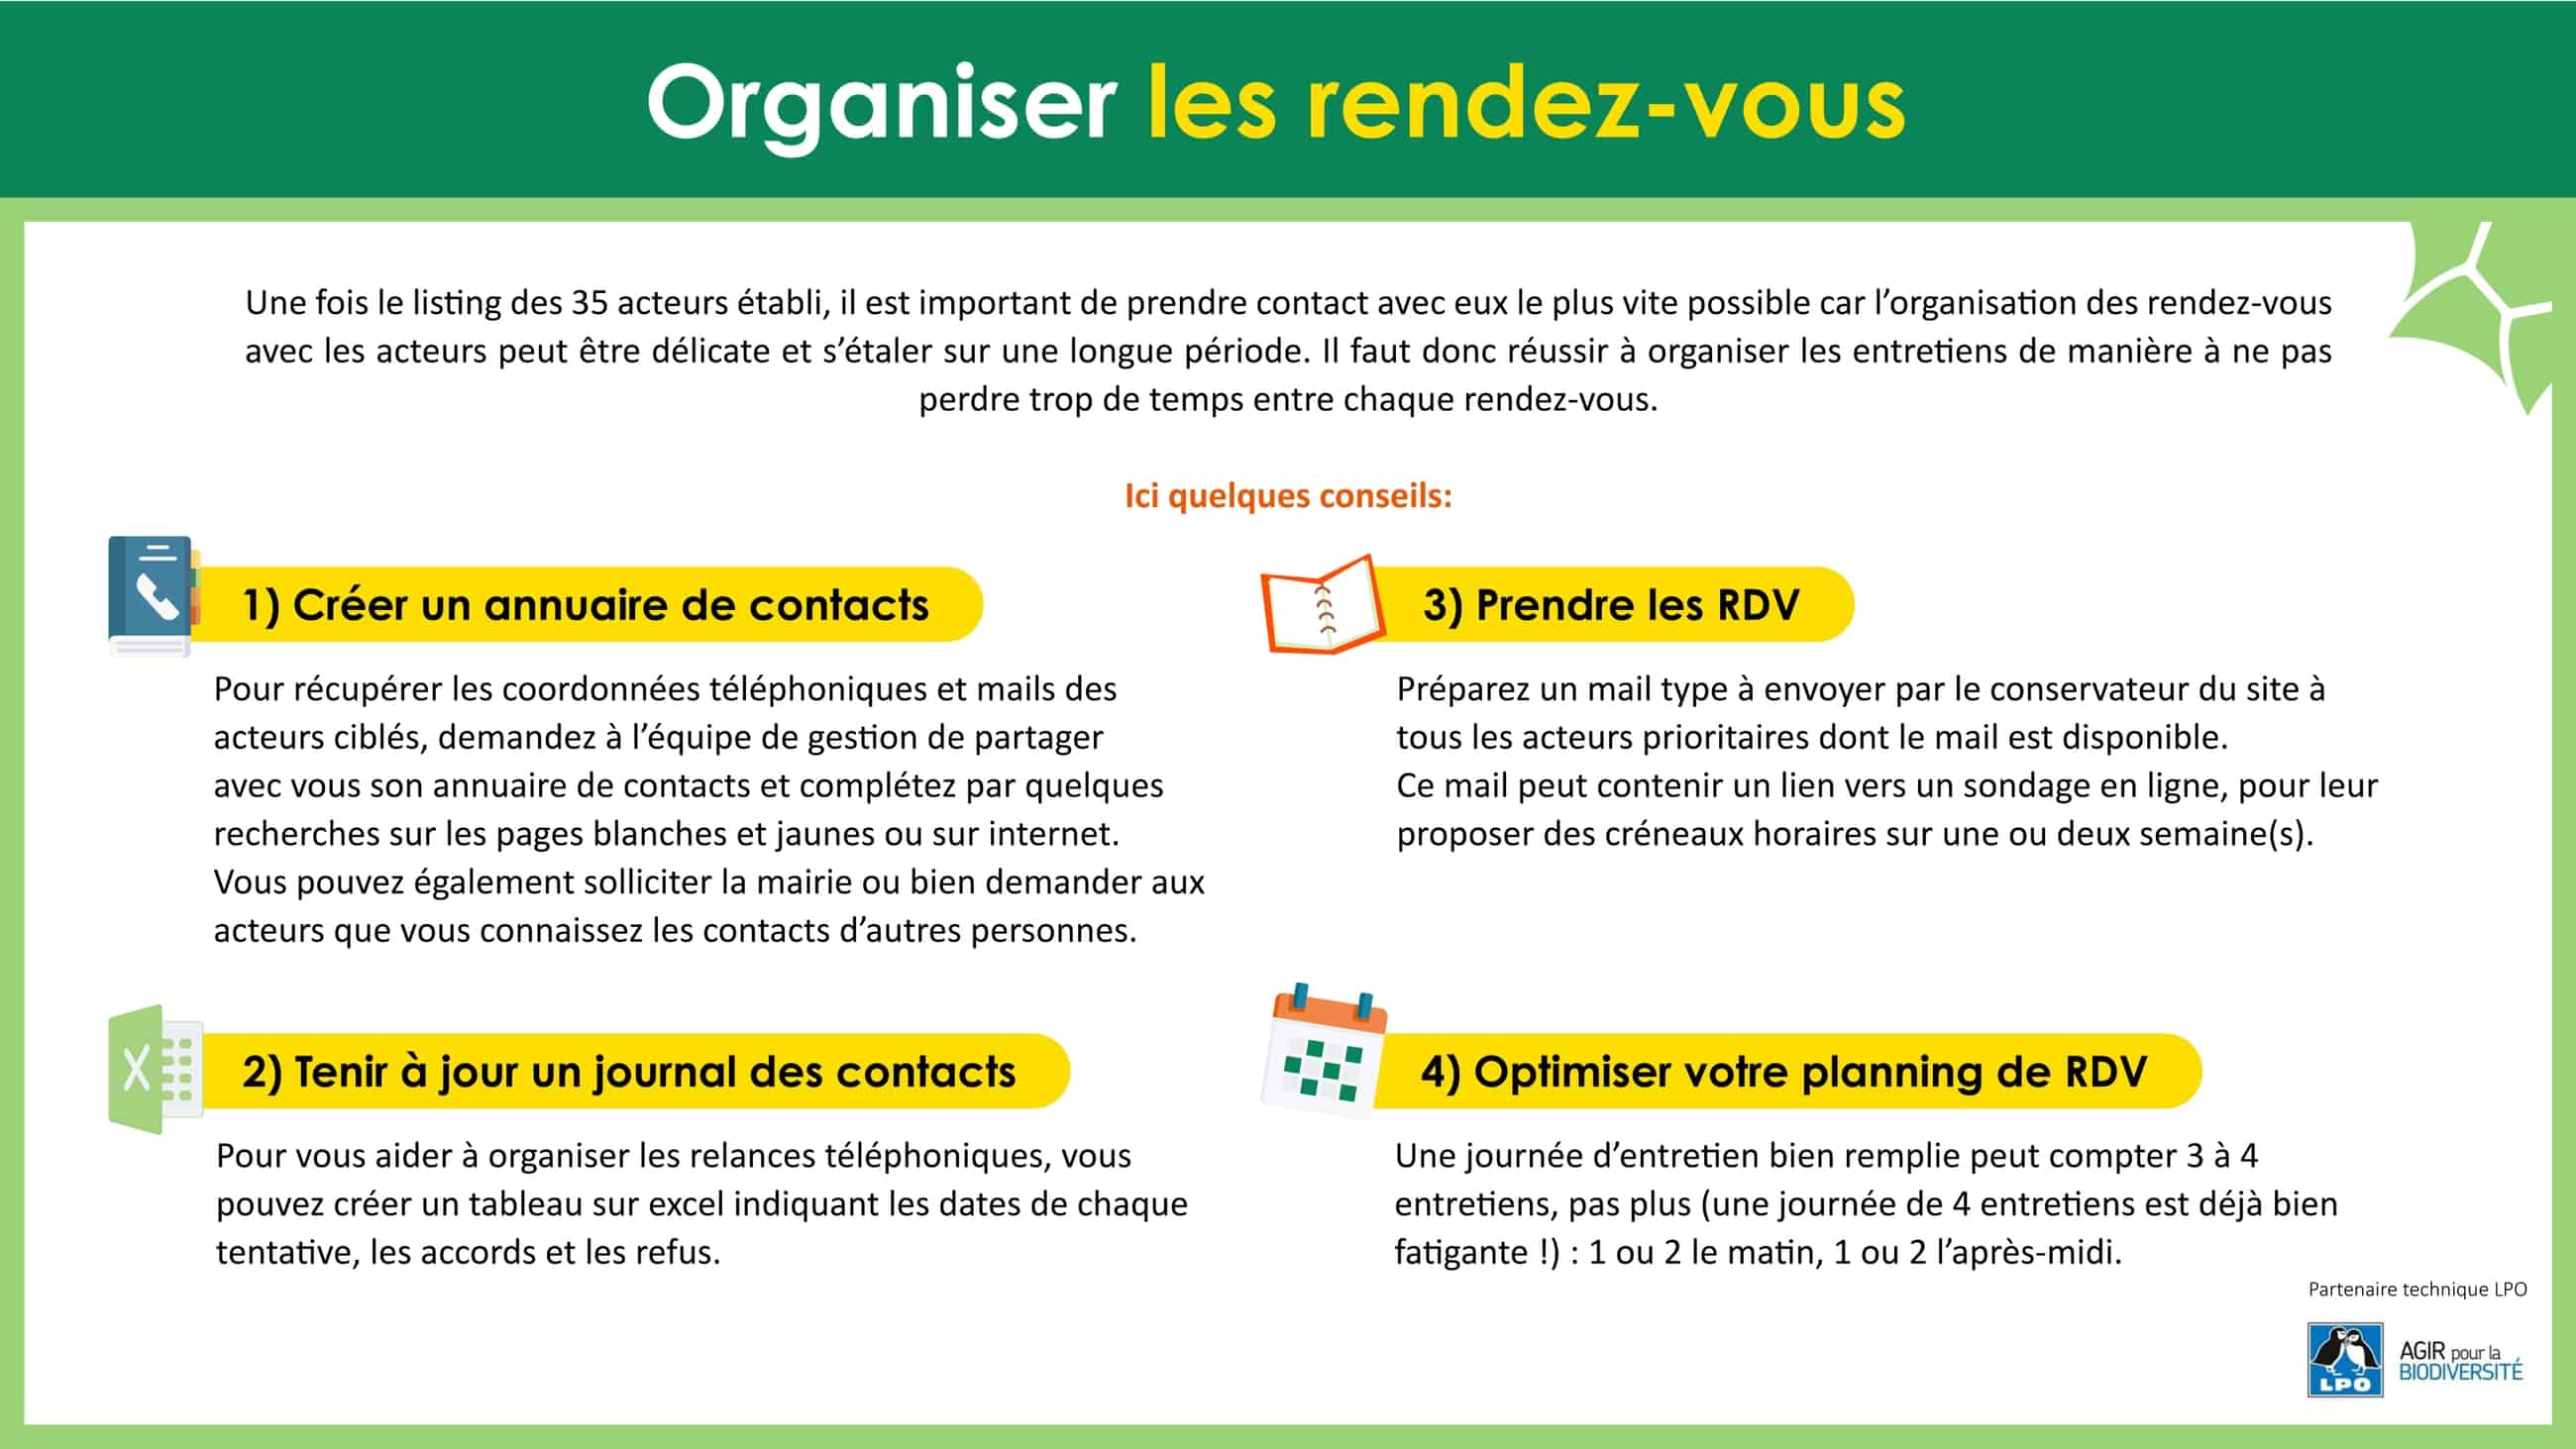 Organiser les rendez-vous
Une fois le listing des 35 acteurs établi, il est important de prendre contact avec eux le plus vite possible car l’organisation des rendez-vous
avec les acteurs peut être délicate et s’étaler sur une longue période. Il faut donc réussir à organiser les entretiens de manière à ne pas
perdre trop de temps entre chaque rendez-vous.
Ici quelques conseils:
1) Créer un annuaire de contacts
Pour récupérer les coordonnées téléphoniques et mails des
acteurs ciblés, demandez à l’équipe de gestion de partager
avec vous son annuaire de contacts et complétez par quelques
recherches sur les pages blanches et jaunes ou sur internet.
Vous pouvez également solliciter la mairie ou bien demander aux
acteurs que vous connaissez les contacts d’autres personnes.
X
2) Tenir à jour un journal des contacts
Pour vous aider à organiser les relances téléphoniques, vous
pouvez créer un tableau sur excel indiquant les dates de chaque
tentative, les accords et les refus.
3) Prendre les RDV
Préparez un mail type à envoyer par le conservateur du site à
tous les acteurs prioritaires dont le mail est disponible.
Ce mail peut contenir un lien vers un sondage en ligne, pour leur
proposer des créneaux horaires sur une ou deux semaine(s).
4) Optimiser votre planning de RDV
Une journée d’entretien bien remplie peut compter 3 à 4
entretiens, pas plus (une journée de 4 entretiens est déjà bien
fatigante !) : 1 ou 2 le matin, 1 ou 2 l’après-midi.
Partenaire technique LPO
LPO
AGIR pour la
BIODIVERSITÉ